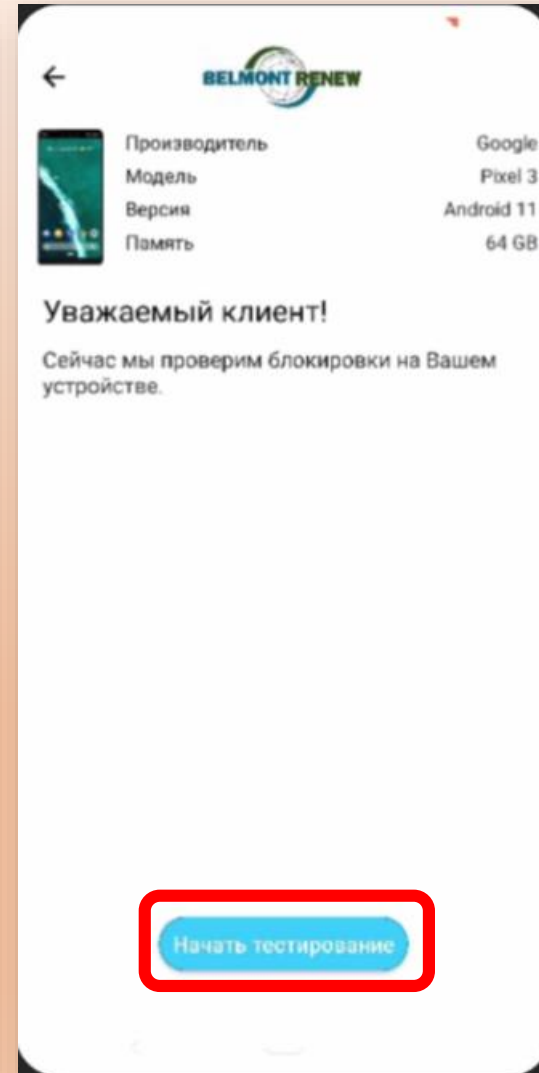 BELMONT RENEW
Производитель Google
Модель Pixel 3
Версия Android 11
Память 64 GB
Уважаемый клиент!
Сейчас мы проверим блокировки на Вашем
устройстве.
Начать тестирование